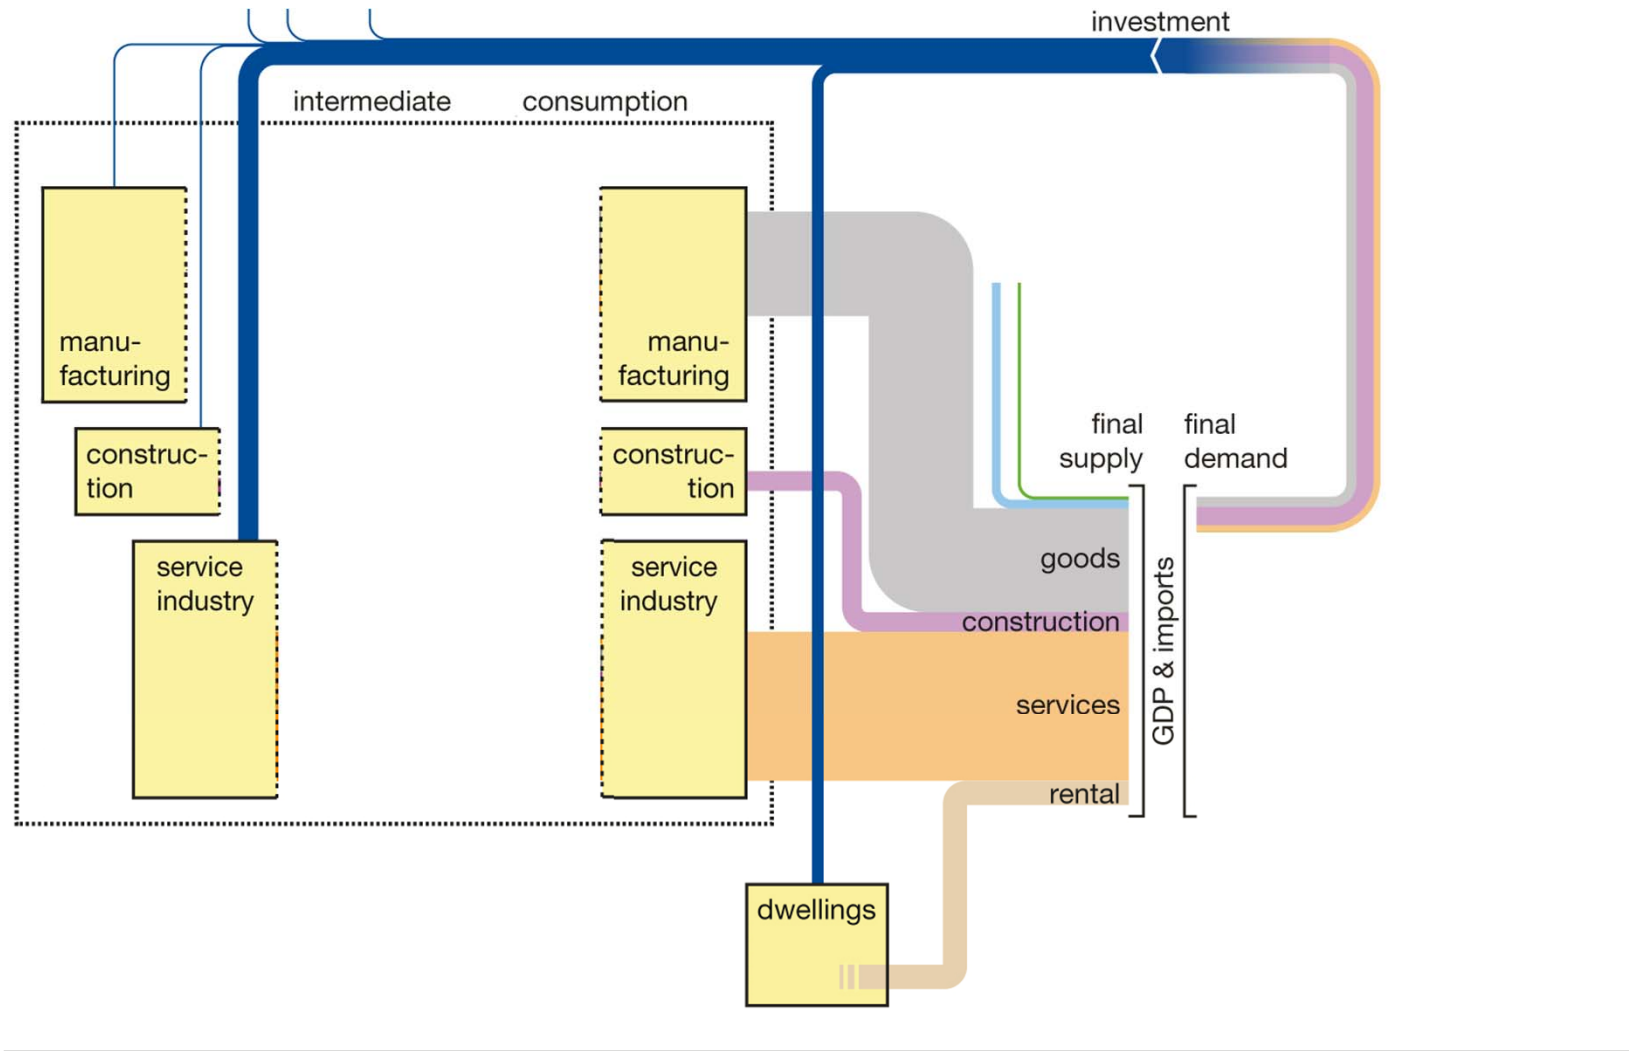 investment
intermediate consumption
manu-
facturing
manu-
facturing
construc-
tion
construc-
tion
service
industry
service
industry
final
supply
final
demand
goods
construction
services
rental
GDP & imports
dwellings